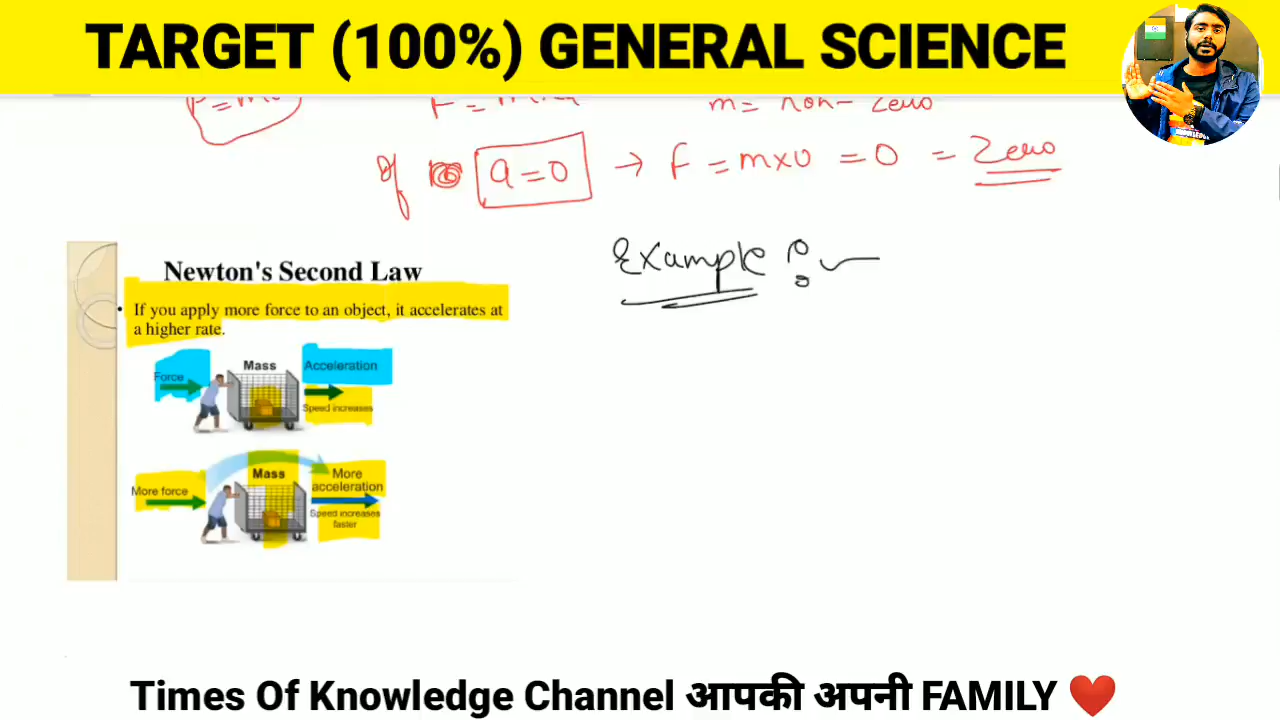 TARGET (100%) GENERAL SCIENCE
m= non-zero
If a=0 → F = m×0 = 0 = Zero
Example :
Newton's Second Law
• If you apply more force to an object, it accelerates at
a higher rate.
Force Mass Acceleration
Speed increases
More force Mass More
acceleration
Speed increases
faster
Times Of Knowledge Channel आपकी अपनी FAMILY ❤️